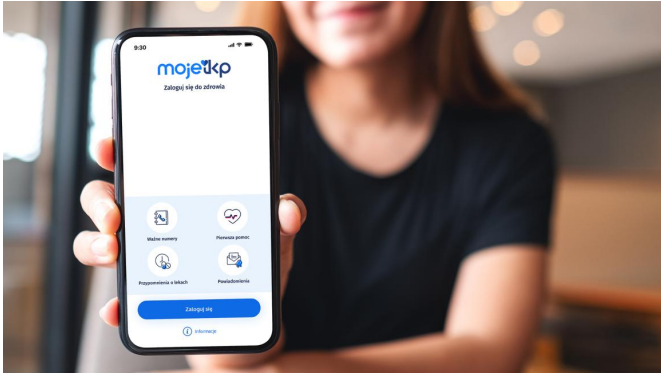 9:30
mojeikp
Zaloguj się do zdrowia
Ważne numery
Pierwsza pomoc
Przypomnienia o lekach
Powiadomienia
Zaloguj się
Informacje